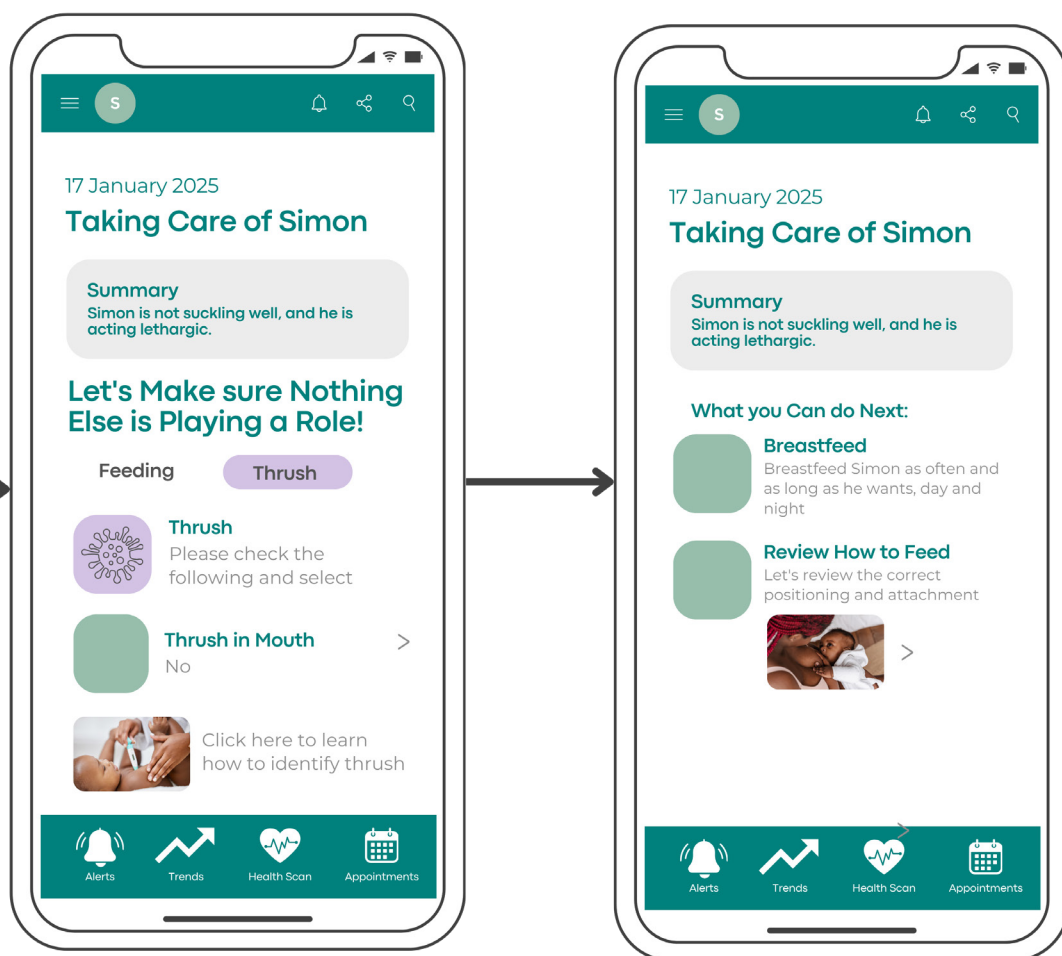 S
17 January 2025
Taking Care of Simon
Summary
Simon is not suckling well, and he is
acting lethargic.
Let's Make sure Nothing
Else is Playing a Role!
Feeding
Thrush
Thrush
Please check the
following and select
Thrush in Mouth
No
Click here to learn
how to identify thrush
Alerts
Trends
Health Scan
Appointments
S
17 January 2025
Taking Care of Simon
Summary
Simon is not suckling well, and he is
acting lethargic.
What you Can do Next:
Breastfeed
Breastfeed Simon as often and
as long as he wants, day and
night
Review How to Feed
Let's review the correct
positioning and attachment
Alerts
Trends
Health Scan
Appointments